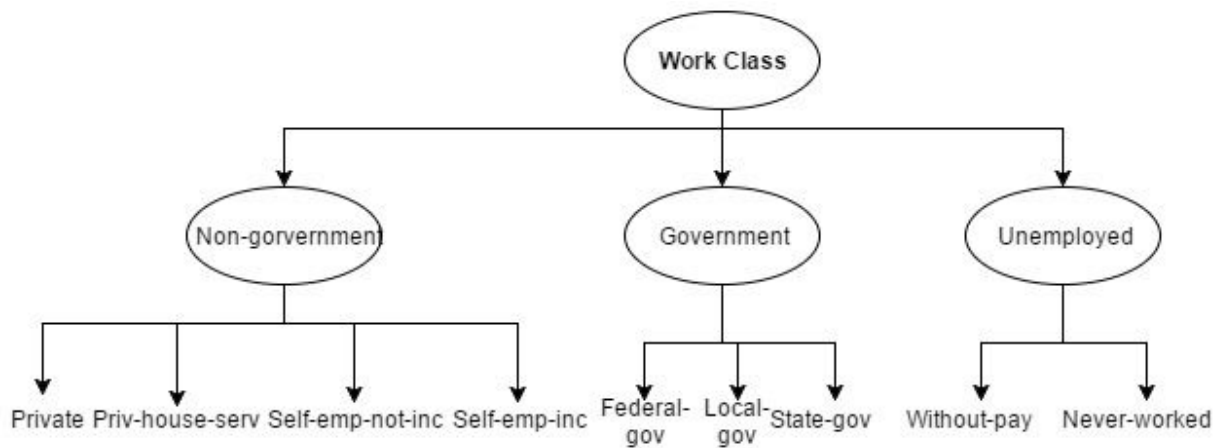 Work Class
Non-gorvernment
Government
Unemployed
Private
Priv-house-serv
Self-emp-not-inc
Self-emp-inc
Federal-
gov
Local-
gov
State-gov
Without-pay
Never-worked